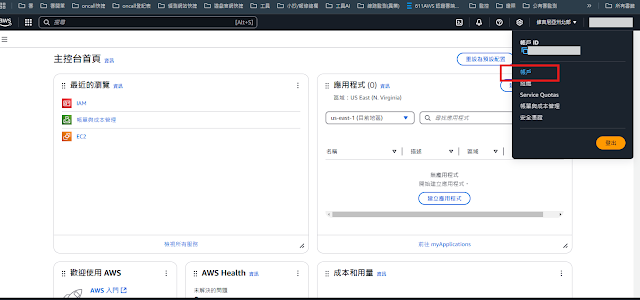 搜尋
[Alt+S]
維吉尼亞州北部
主控台首頁 資訊
重設為預設配置
帳戶 ID
帳戶
組織
Service Quotas
帳單與成本管理
安全憑證
登出
最近的瀏覽 資訊
IAM
帳單與成本管理
EC2
檢視所有服務
應用程式 (0) 資訊
區域：US East (N. Virginia)
us-east-1 (目前地區)
尋找應用程式
名稱
描述
區域
無應用程式
開始建立應用程式。
建立應用程式
前往 myApplications
歡迎使用 AWS
AWS 入門
AWS Health 資訊
未解決的問題
成本和用量 資訊